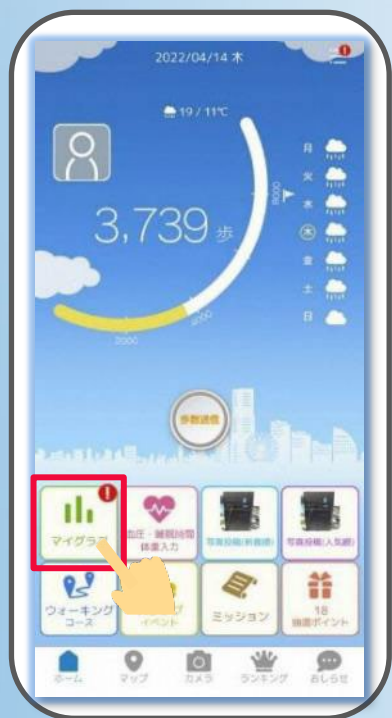 2022/04/14 木
19 / 11℃
月
火
水
木
金
土
日
8000
3,739 歩
2000
歩数送信
マイグラフ
血圧・睡眠時間
体重入力
写真投稿(新着順)
写真投稿(人気順)
ウォーキング
コース
イベント
ミッション
18
抽選ポイント
ホーム
マップ
カメラ
ランキング
おしらせ